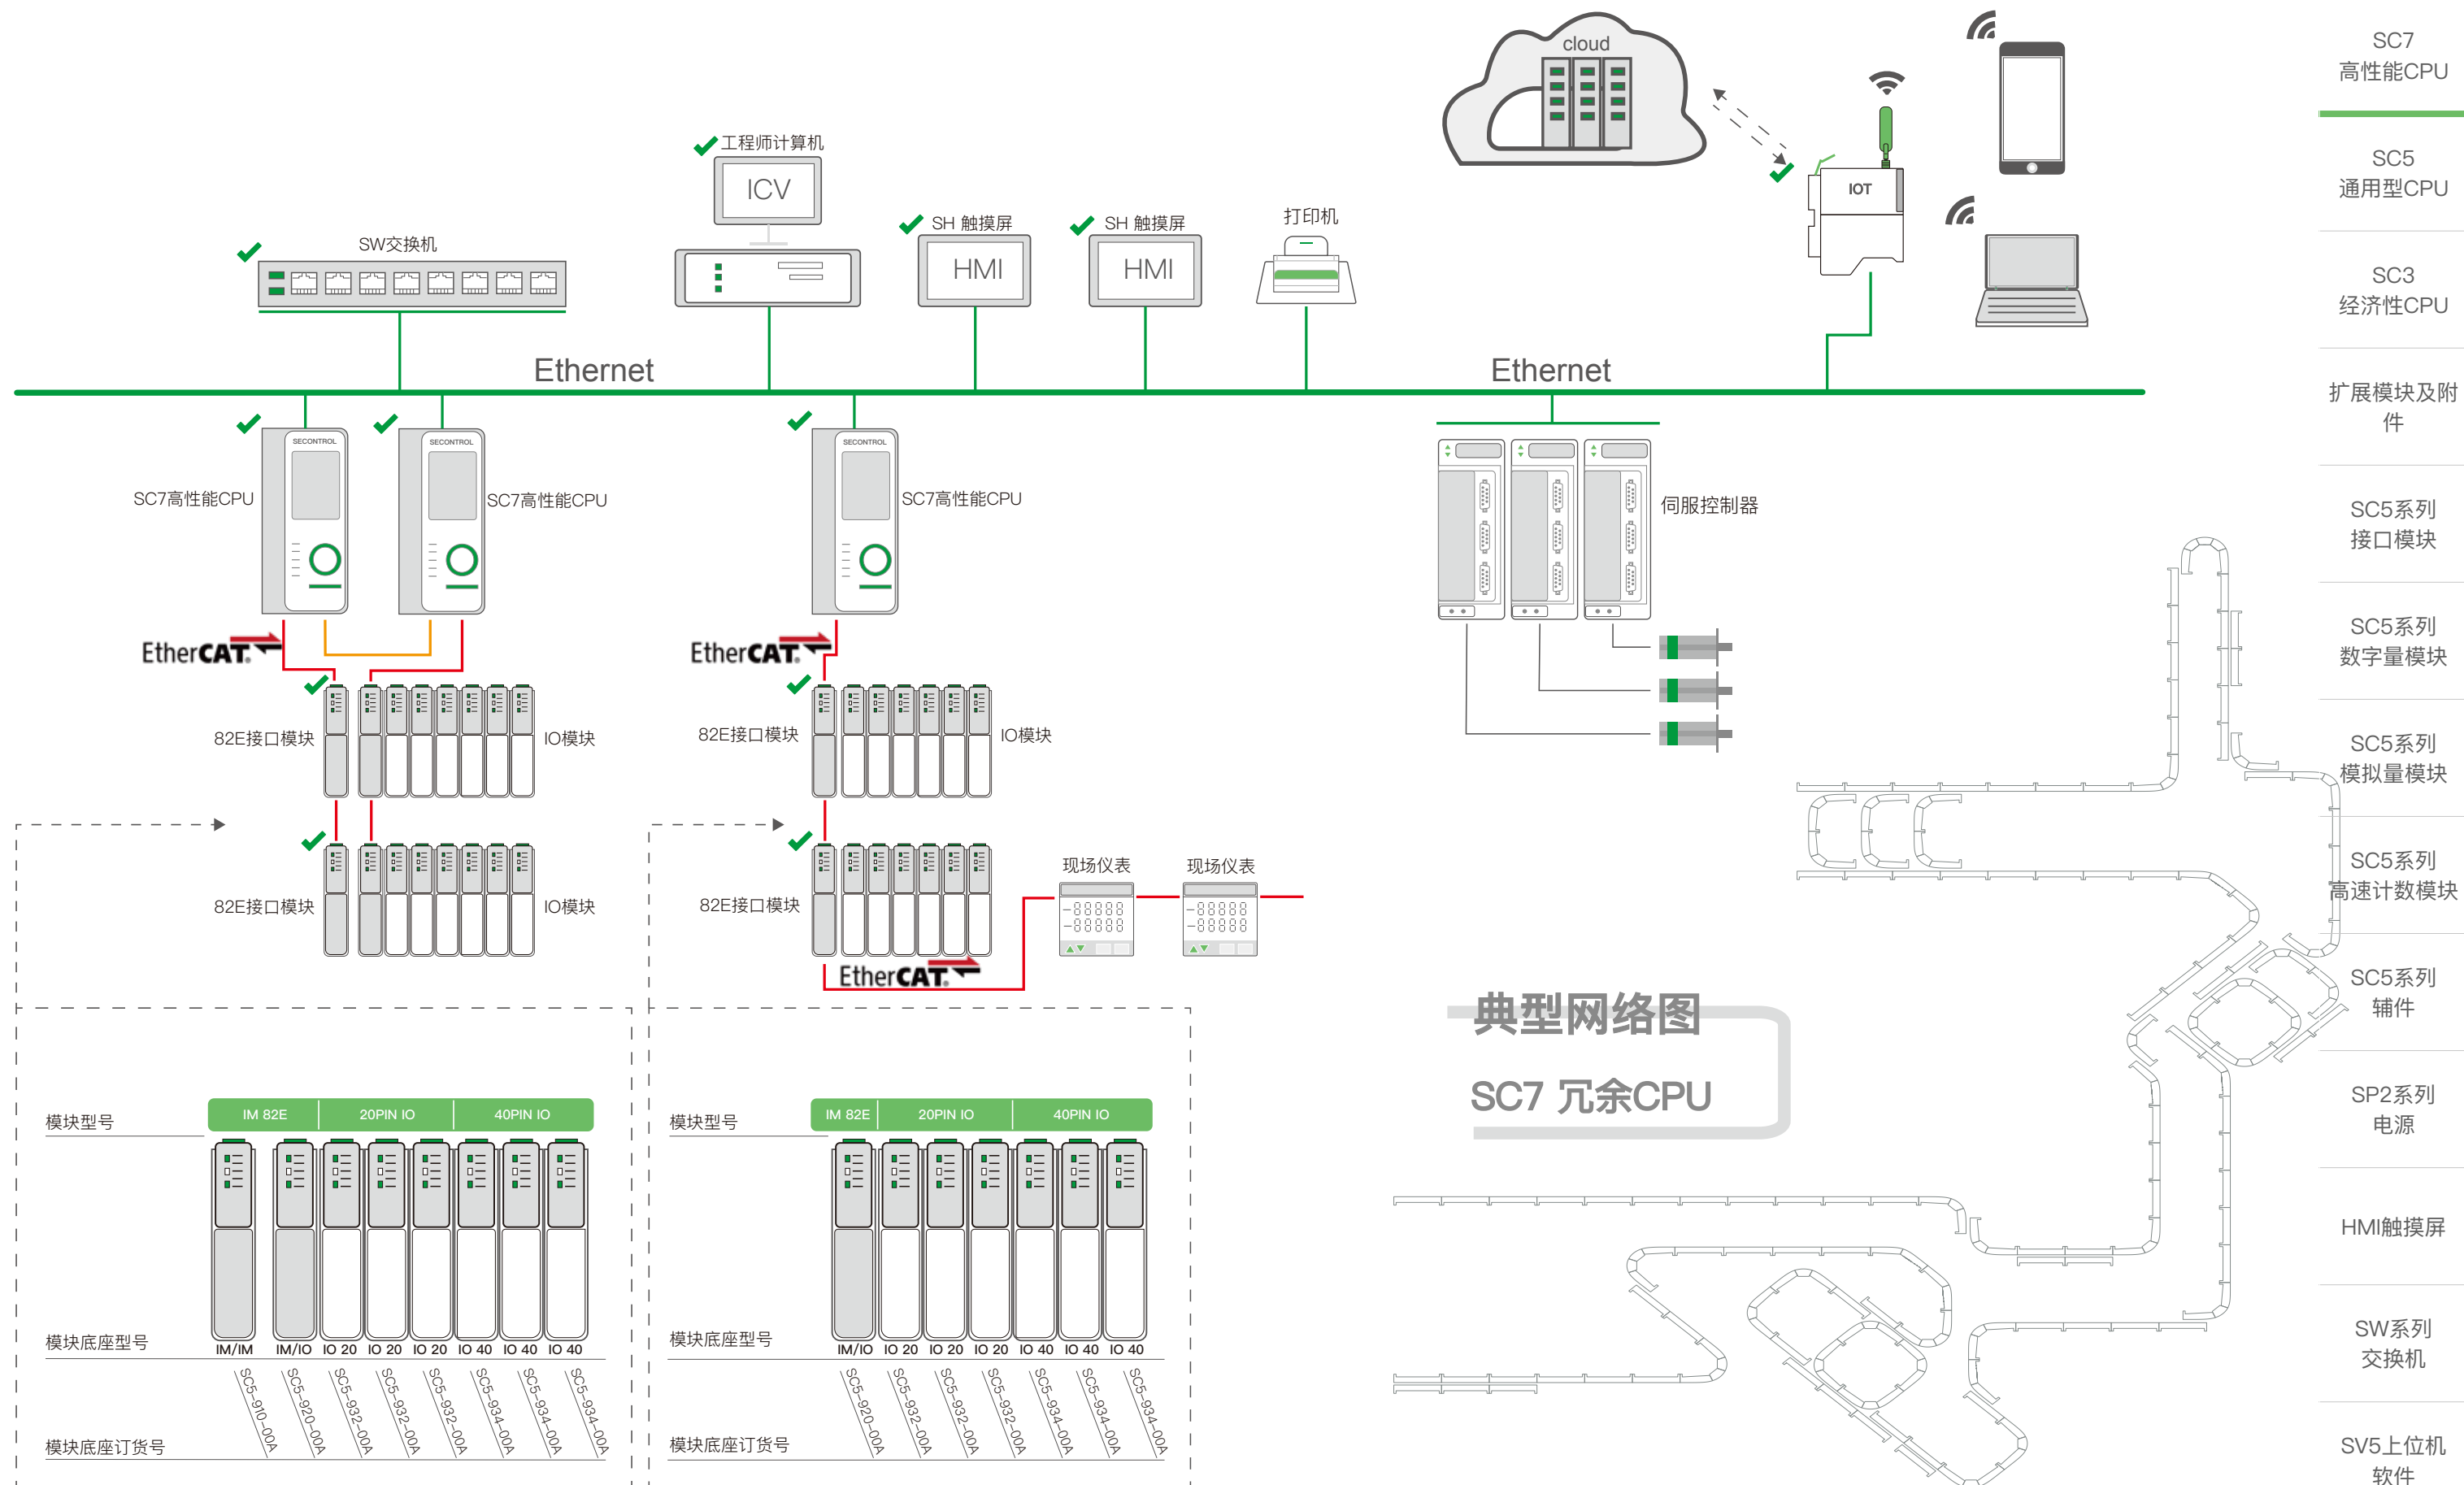 cloud
IOT
工程师计算机
ICV
SW交换机
SH 触摸屏
HMI
SH 触摸屏
HMI
打印机
Ethernet
Ethernet
SECONTROL
SC7高性能CPU
SECONTROL
SC7高性能CPU
SECONTROL
SC7高性能CPU
伺服控制器
EtherCAT
EtherCAT
82E接口模块
IO模块
82E接口模块
IO模块
82E接口模块
IO模块
82E接口模块
现场仪表
现场仪表
EtherCAT
模块型号
IM 82E
20PIN IO
40PIN IO
模块底座型号
IM/IM
IM/IO
IO 20
IO 20
IO 20
IO 40
IO 40
IO 40
模块底座订货号
SC5-910-00A
SC5-920-00A
SC5-932-00A
SC5-932-00A
SC5-932-00A
SC5-934-00A
SC5-934-00A
SC5-934-00A
模块型号
IM 82E
20PIN IO
40PIN IO
模块底座型号
IM/IO
IO 20
IO 20
IO 20
IO 40
IO 40
IO 40
模块底座订货号
SC5-920-00A
SC5-932-00A
SC5-932-00A
SC5-932-00A
SC5-934-00A
SC5-934-00A
SC5-934-00A
典型网络图
SC7 冗余CPU
SC7
高性能CPU
SC5
通用型CPU
SC3
经济性CPU
扩展模块及附
件
SC5系列
接口模块
SC5系列
数字量模块
SC5系列
模拟量模块
SC5系列
高速计数模块
SC5系列
辅件
SP2系列
电源
HMI触摸屏
SW系列
交换机
SV5上位机
软件